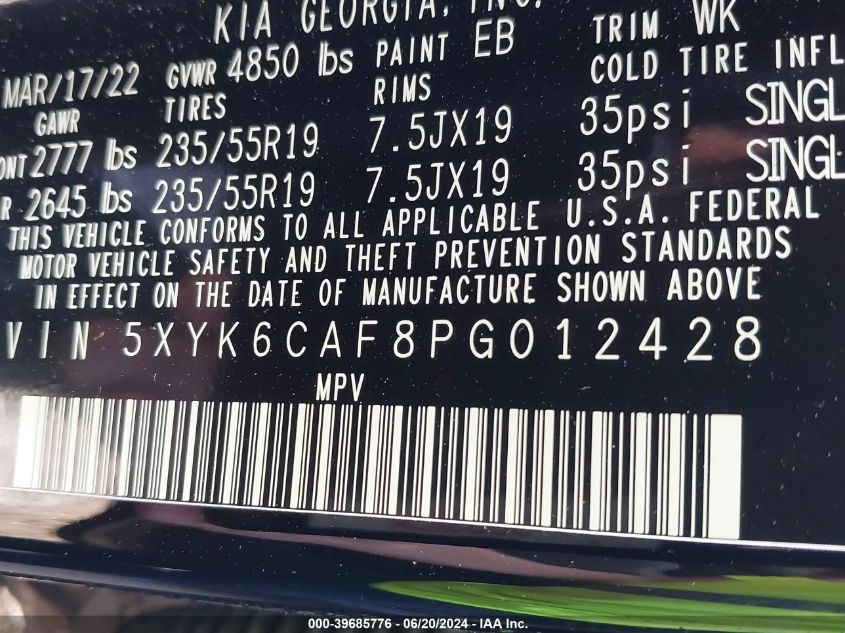 KIA GEORGIA, INC.
MAR/17/22 GVWR 4850 lbs PAINT EB TRIM WK
GAWR TIRES RIMS COLD TIRE INFL
ONT 2777 lbs 235/55R19 7.5JX19 35psi SINGL
R 2645 lbs 235/55R19 7.5JX19 35psi SINGL
THIS VEHICLE CONFORMS TO ALL APPLICABLE U.S.A. FEDERAL
MOTOR VEHICLE SAFETY AND THEFT PREVENTION STANDARDS
IN EFFECT ON THE DATE OF MANUFACTURE SHOWN ABOVE
VIN 5XYK6CAF8PG012428
MPV
000-39685776 / 06/20/2024 - IAA Inc.